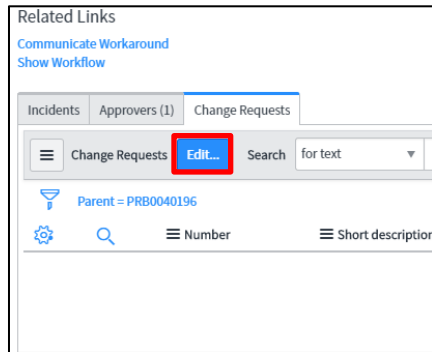 Related Links
Communicate Workaround
Show Workflow
Incidents Approvers (1) Change Requests
Change Requests Edit... Search for text
Parent = PRB0040196
Number Short description